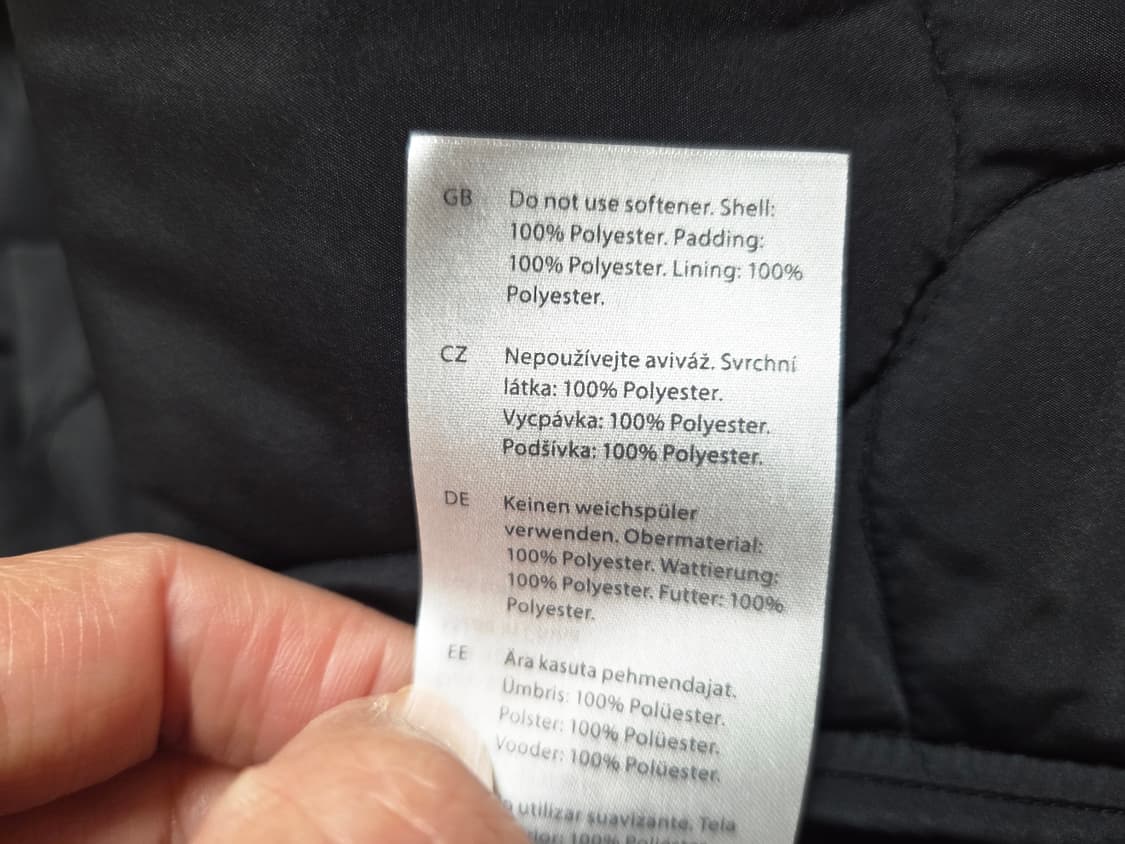 GB Do not use softener. Shell:
100% Polyester. Padding:
100% Polyester. Lining: 100%
Polyester.
CZ Nepoužívejte aviváž. Svrchní
látka: 100% Polyester.
Vycpávka: 100% Polyester.
Podšívka: 100% Polyester.
DE Keinen weichspüler
verwenden. Obermaterial:
100% Polyester. Wattierung:
100% Polyester. Futter: 100%
Polyester.
EE Ära kasuta pehmendajat.
Ümbris: 100% Polüester.
Polster: 100% Polüester.
Vooder: 100% Polüester.
utilizar suavizante. Tela
100%